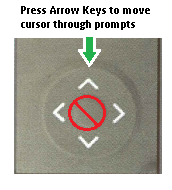 Press Arrow Keys to move
cursor through prompts